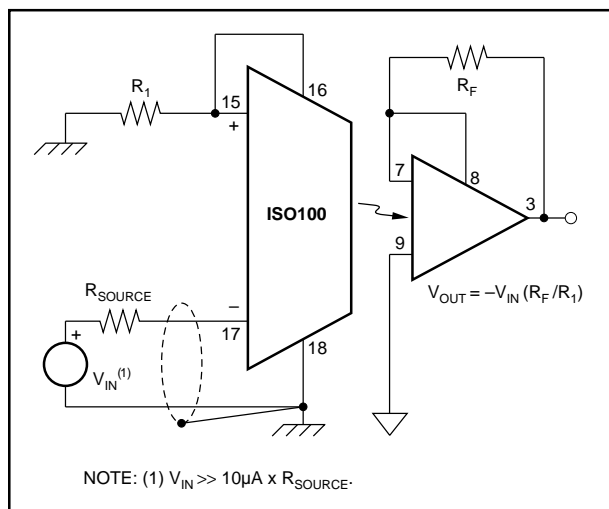 R1
15
16
+
ISO100
RSOURCE
–
17
18
+
VIN(1)
RF
7
8
3
9
VOUT = –VIN (RF /R1)
NOTE: (1) VIN >> 10µA x RSOURCE.